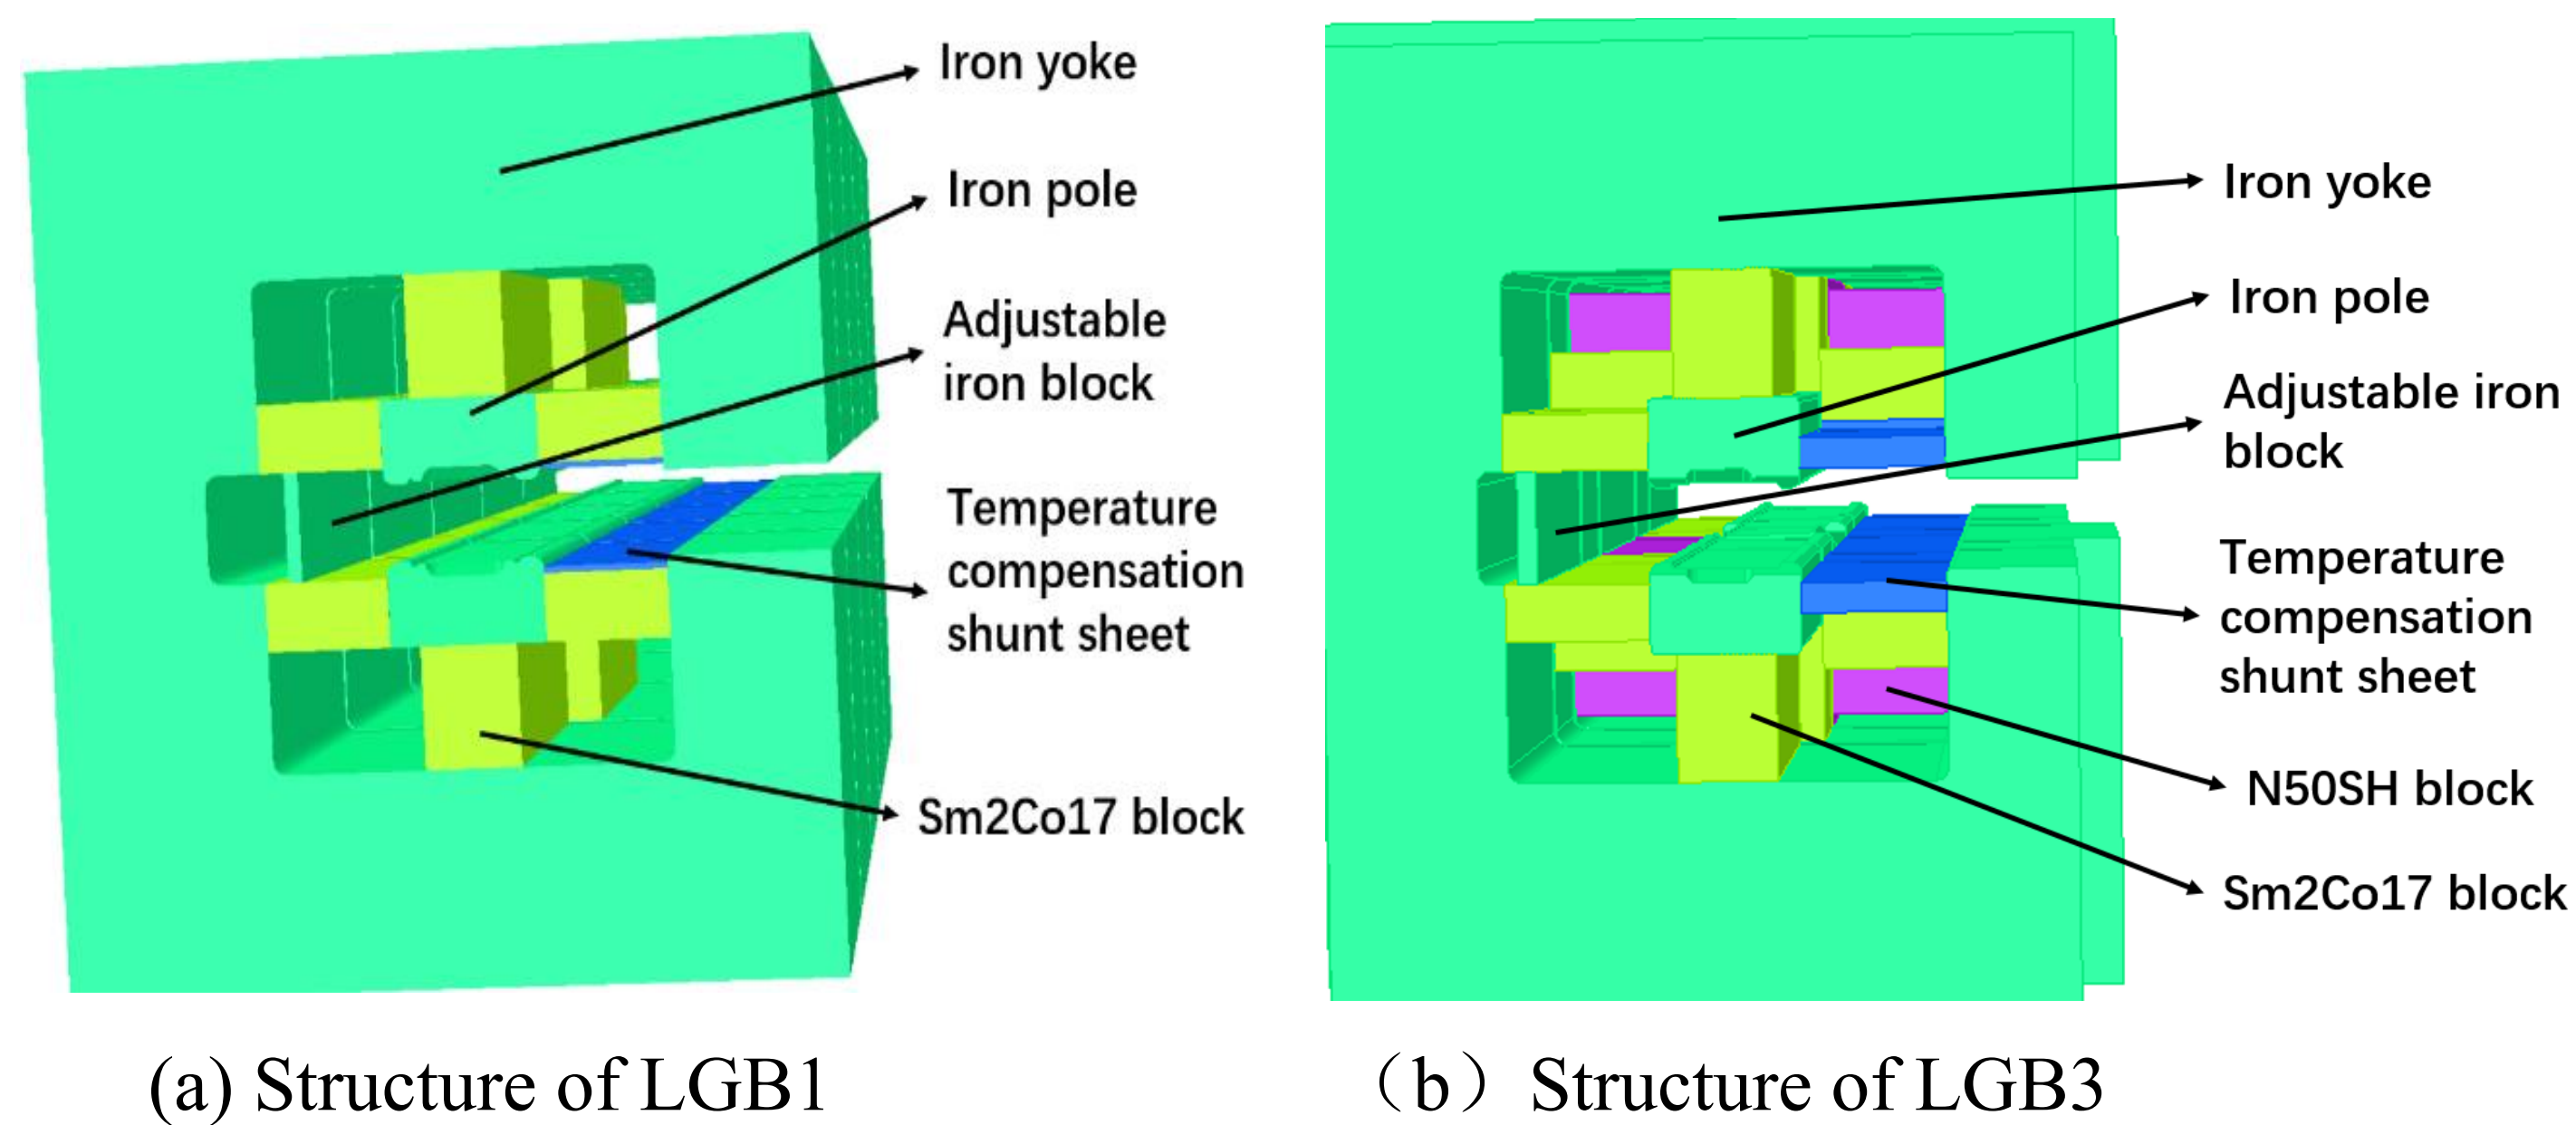 Iron yoke
Iron pole
Adjustable
iron block
Temperature
compensation
shunt sheet
Sm2Co17 block
(a) Structure of LGB1
Iron yoke
Iron pole
Adjustable iron
block
Temperature
compensation
shunt sheet
N50SH block
Sm2Co17 block
（b）Structure of LGB3